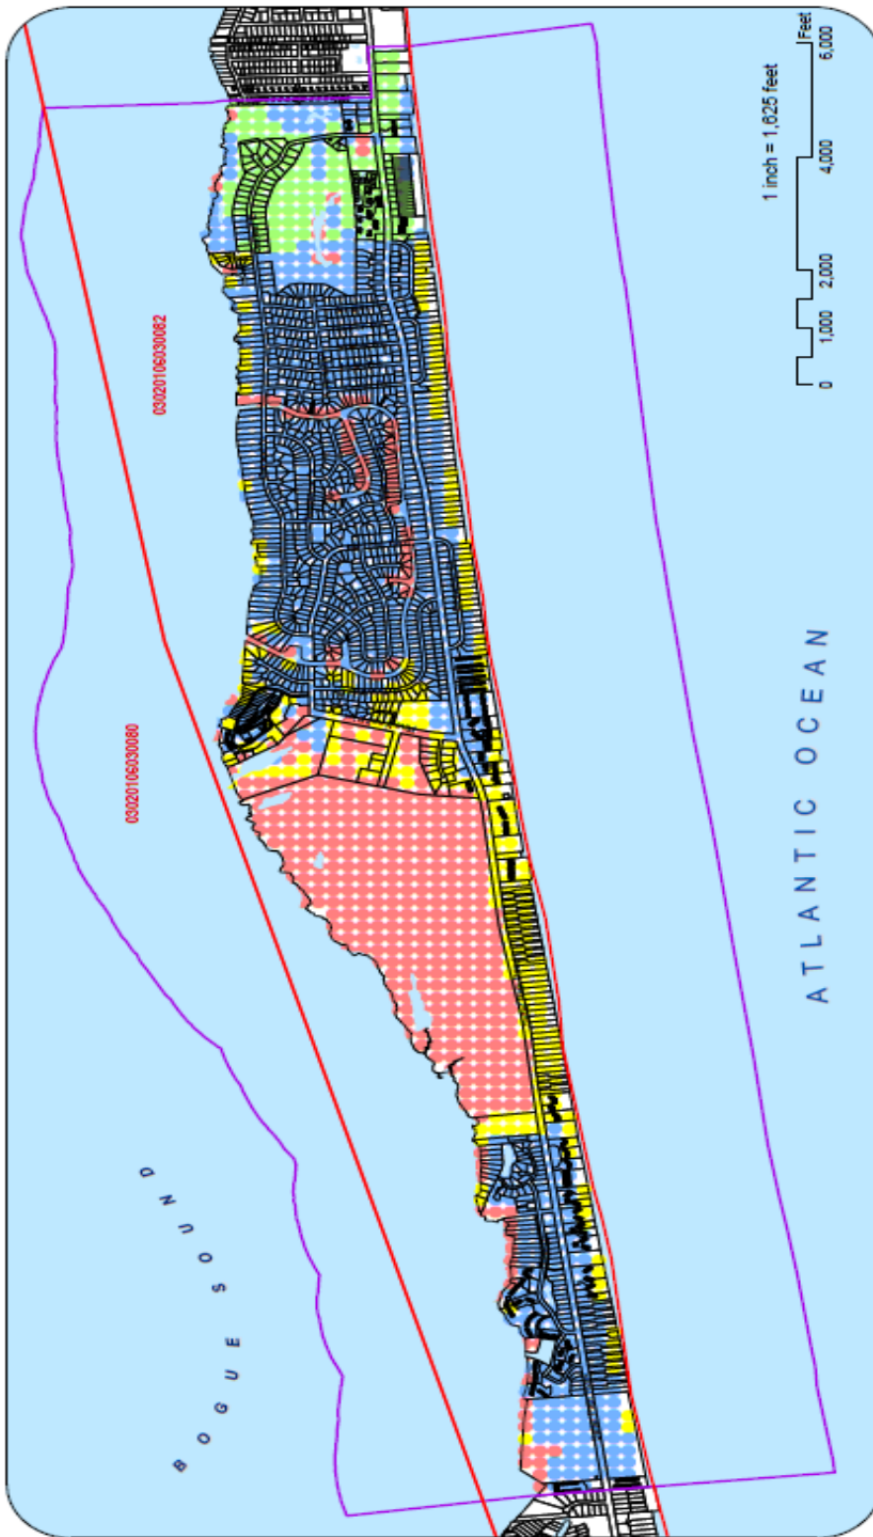 03020106030082
03020106030080
BOGUE SOUND
ATLANTIC OCEAN
1 inch = 1,625 feet
Feet
0 1,000 2,000 4,000 6,000